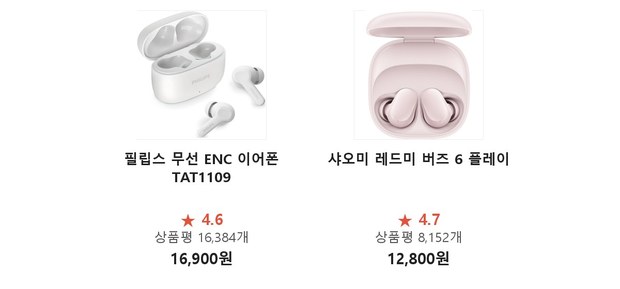 PHILIPS
필립스 무선 ENC 이어폰
TAT1109
★ 4.6
상품평 16,384개
16,900원
샤오미 레드미 버즈 6 플레이
★ 4.7
상품평 8,152개
12,800원